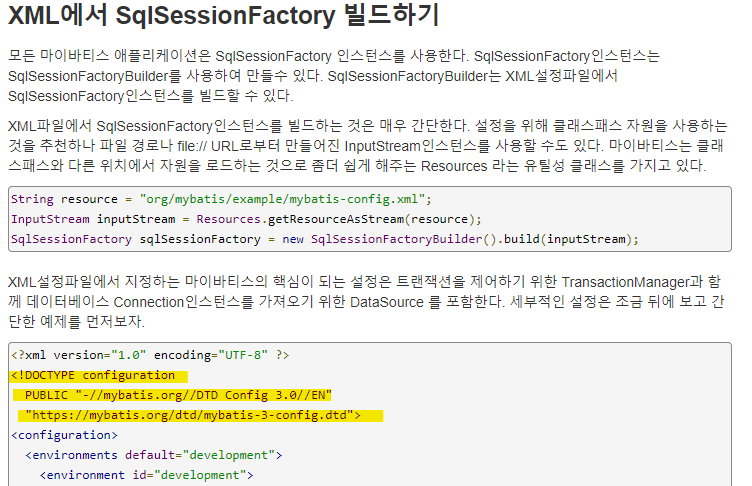 XML에서 SqlSessionFactory 빌드하기
모든 마이바티스 애플리케이션은 SqlSessionFactory 인스턴스를 사용한다. SqlSessionFactory인스턴스는
SqlSessionFactoryBuilder를 사용하여 만들수 있다. SqlSessionFactoryBuilder는 XML설정파일에서
SqlSessionFactory인스턴스를 빌드할 수 있다.
XML파일에서 SqlSessionFactory인스턴스를 빌드하는 것은 매우 간단한다. 설정을 위해 클래스패스 자원을 사용하는
것을 추천하나 파일 경로나 file:// URL로부터 만들어진 InputStream인스턴스를 사용할 수도 있다. 마이바티스는 클래
스패스와 다른 위치에서 자원을 로드하는 것으로 좀더 쉽게 해주는 Resources 라는 유틸성 클래스를 가지고 있다.
String resource = "org/mybatis/example/mybatis-config.xml";
InputStream inputStream = Resources.getResourceAsStream(resource);
SqlSessionFactory sqlSessionFactory = new SqlSessionFactoryBuilder().build(inputStream);
XML설정파일에서 지정하는 마이바티스의 핵심이 되는 설정은 트랜잭션을 제어하기 위한 TransactionManager과 함
께 데이터베이스 Connection인스턴스를 가져오기 위한 DataSource 를 포함한다. 세부적인 설정은 조금 뒤에 보고 간
단한 예제를 먼저보자.
<?xml version="1.0" encoding="UTF-8" ?>
<!DOCTYPE configuration
PUBLIC "-//mybatis.org//DTD Config 3.0//EN"
"https://mybatis.org/dtd/mybatis-3-config.dtd">
<configuration>
<environments default="development">
<environment id="development">